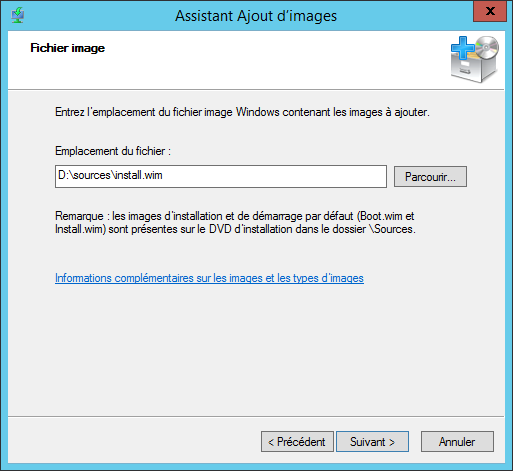 Assistant Ajout d'images
x
Fichier image
Entrez l'emplacement du fichier image Windows contenant les images à ajouter.
Emplacement du fichier :
D:\sources\install.wim
Parcourir...
Remarque : les images d'installation et de démarrage par défaut (Boot.wim et
Install.wim) sont présentes sur le DVD d'installation dans le dossier \Sources.
Informations complémentaires sur les images et les types d'images
< Précédent
Suivant >
Annuler